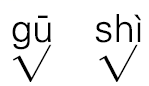 gū shì
√ √